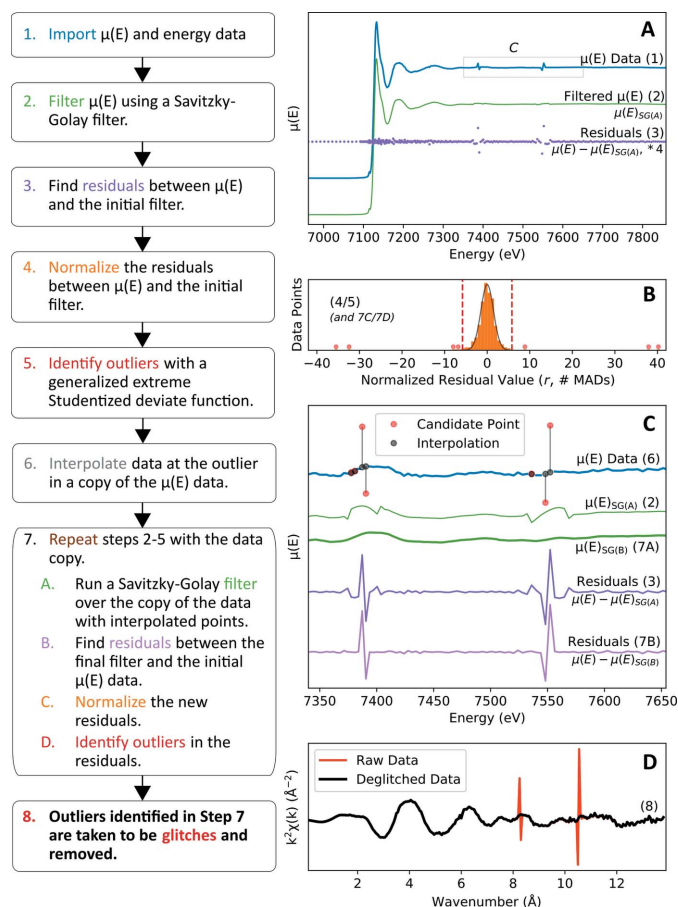 1. Import μ(E) and energy data
2. Filter μ(E) using a Savitzky-
Golay filter.
3. Find residuals between μ(E)
and the initial filter.
4. Normalize the residuals
between μ(E) and the initial
filter.
5. Identify outliers with a
generalized extreme
Studentized deviate function.
6. Interpolate data at the outlier
in a copy of the μ(E) data.
7. Repeat steps 2-5 with the data
copy.
A. Run a Savitzky-Golay filter
over the copy of the data
with interpolated points.
B. Find residuals between the
final filter and the initial
μ(E) data.
C. Normalize the new
residuals.
D. Identify outliers in the
residuals.
8. Outliers identified in Step 7
are taken to be glitches and
removed.
A
C
μ(E) Data (1)
Filtered μ(E) (2)
μ(E)SG(A)
Residuals (3)
μ(E) − μ(E)SG(A), * 4
μ(E)
7000 7100 7200 7300 7400 7500 7600 7700 7800
Energy (eV)
B
(4/5)
(and 7C/7D)
Data Points
−40 −30 −20 −10 0 10 20 30 40
Normalized Residual Value (r, # MADs)
C
Candidate Point
Interpolation
μ(E) Data (6)
μ(E)SG(A) (2)
μ(E)SG(B) (7A)
Residuals (3)
μ(E) − μ(E)SG(A)
Residuals (7B)
μ(E) − μ(E)SG(B)
μ(E)
7350 7400 7450 7500 7550 7600 7650
Energy (eV)
D
Raw Data
Deglitched Data
(8)
k²χ(k) (Å⁻²)
2 4 6 8 10 12
Wavenumber (Å)